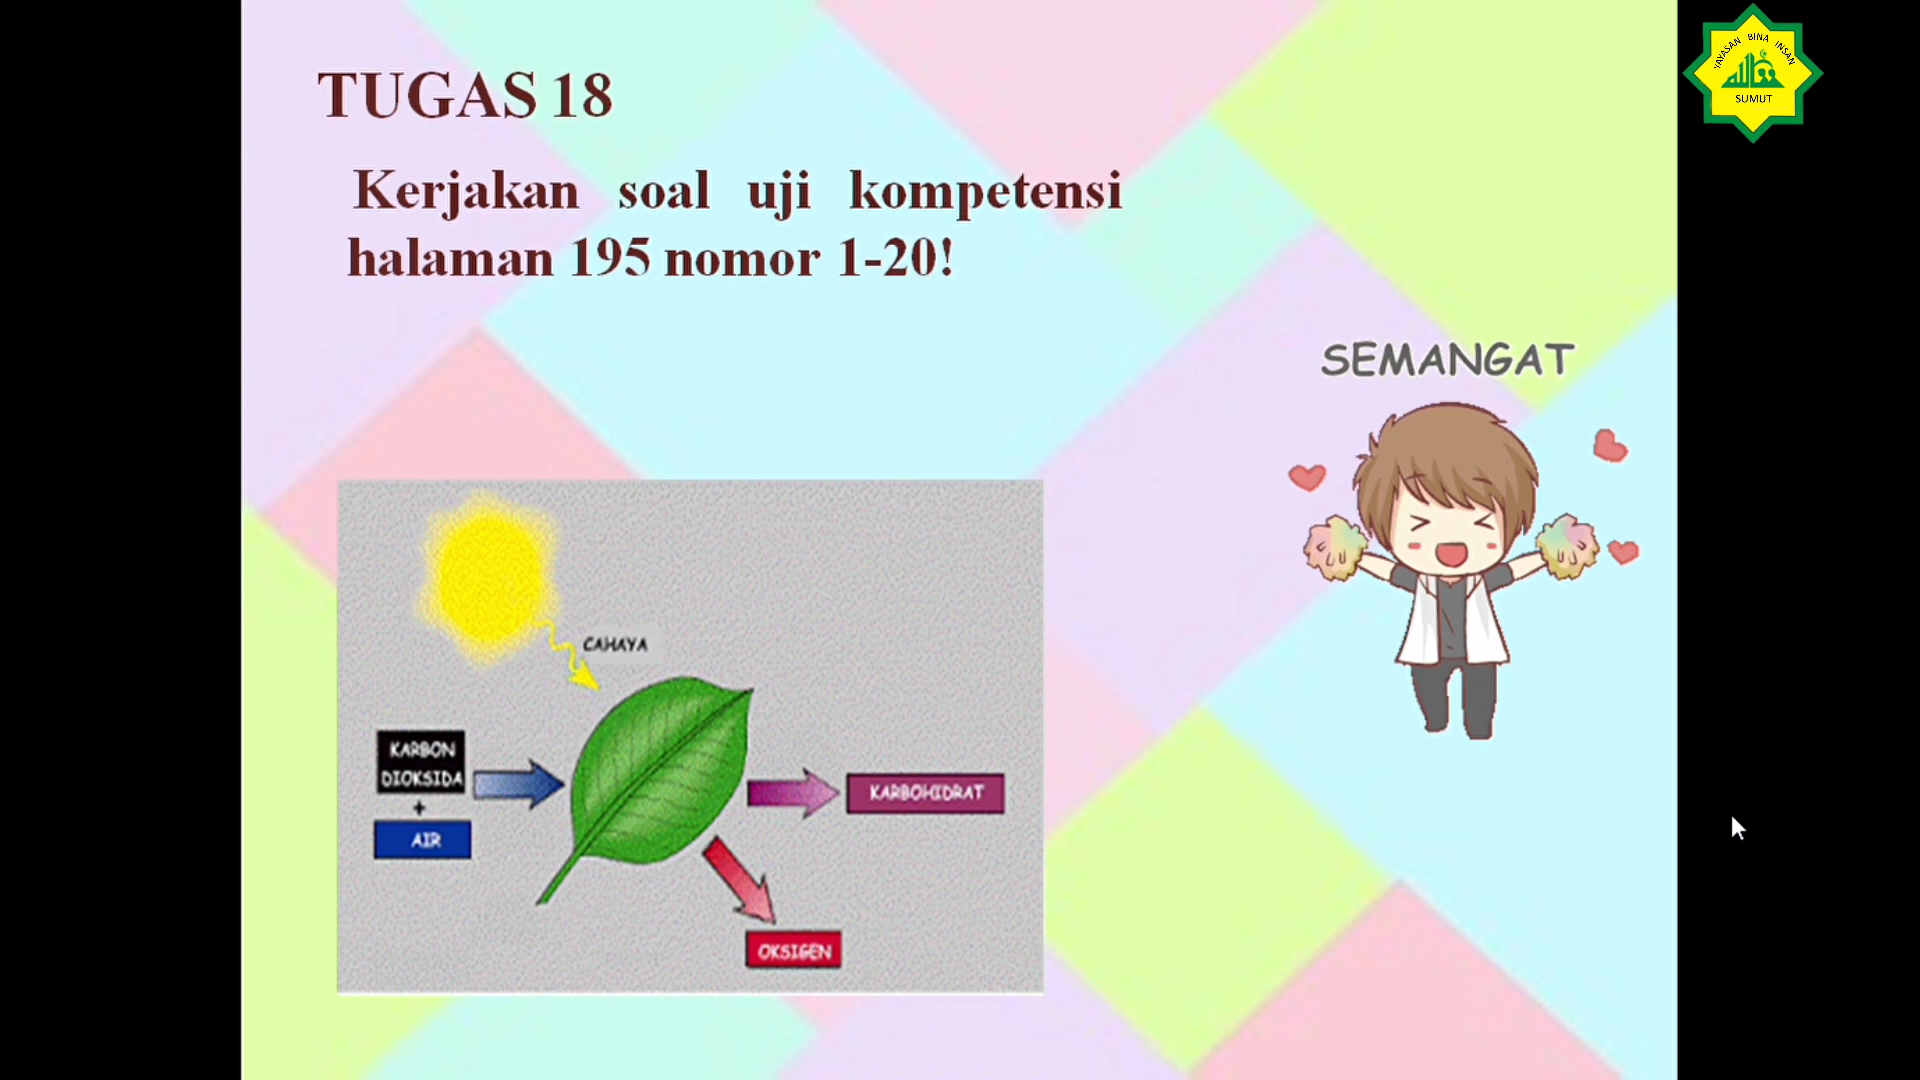 TUGAS 18
Kerjakan soal uji kompetensi
halaman 195 nomor 1-20!
YAYASAN BINA INSAN
SUMUT
SEMANGAT
CAHAYA
KARBON
DIOKSIDA
+
AIR
KARBOHIDRAT
OKSIGEN